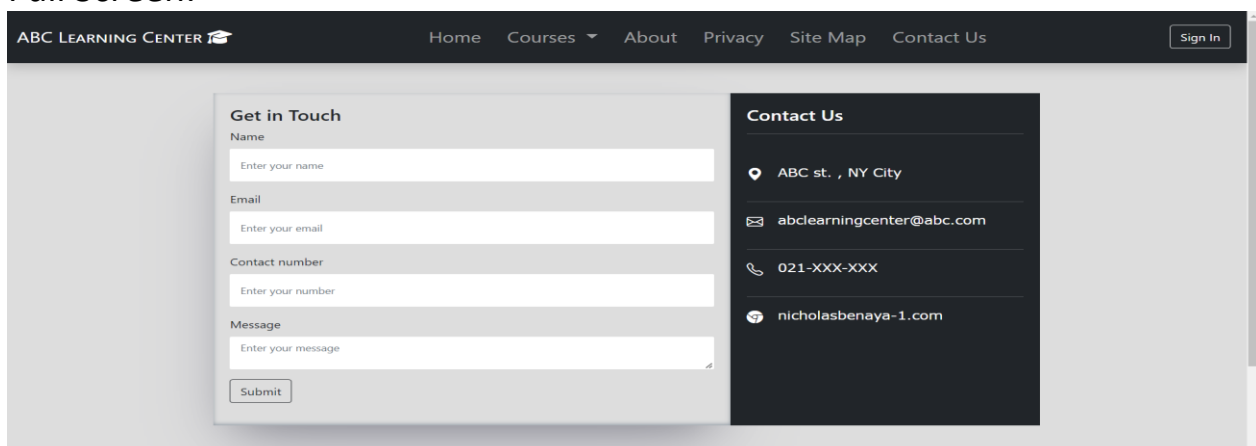 ABC LEARNING CENTER
Home Courses About Privacy Site Map Contact Us
Sign In
Get in Touch
Name
Enter your name
Email
Enter your email
Contact number
Enter your number
Message
Enter your message
Submit
Contact Us
ABC st. , NY City
abclearningcenter@abc.com
021-XXX-XXX
nicholasbenaya-1.com